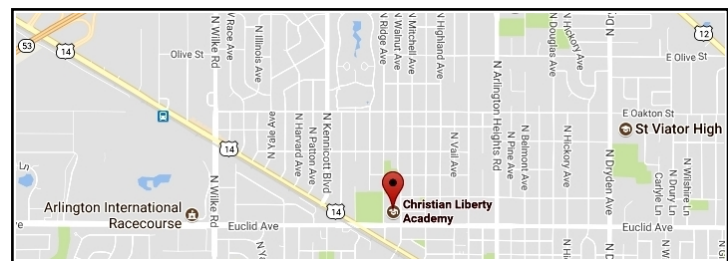 53
14
Olive St
N Wilke Rd
N Race Ave
N Illinois Ave
N Kennicott Blvd
N Ridge Ave
N Walnut Ave
N Mitchell Ave
N Highland Ave
N Arlington Heights Rd
N Douglas Ave
N Hickory Ave
12
E Olive St
14
N Yale Ave
N Harvard Ave
N Patton Ave
N Vail Ave
N Pine Ave
N Belmont Ave
N Hickory Ave
N Dryden Ave
E Oakton St
St Viator High
Carlyle Ln
N Drury Ln
N Wilshire Ln
Ln
N Wilke Rd
Arlington International
Racecourse
14
Christian Liberty
Academy
Euclid Ave
Euclid Ave